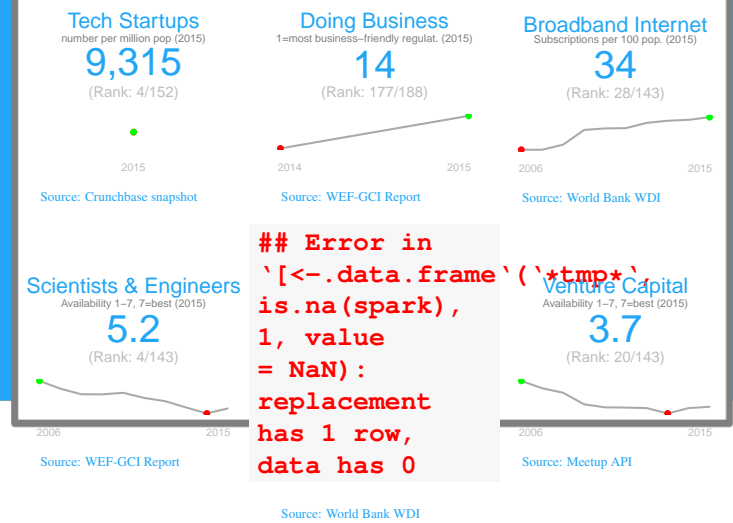 Tech Startups
number per million pop (2015)
9,315
(Rank: 4/152)
2015
Source: Crunchbase snapshot
Doing Business
1=most business−friendly regulat. (2015)
14
(Rank: 177/188)
2014 2015
Source: WEF-GCI Report
Broadband Internet
Subscriptions per 100 pop. (2015)
34
(Rank: 28/143)
2006 2015
Source: World Bank WDI
Scientists & Engineers
Availability 1−7, 7=best (2015)
5.2
(Rank: 4/143)
2006 2015
Source: WEF-GCI Report
## Error in
`[<-.data.frame`(`*tmp*`,
is.na(spark),
1, value
= NaN):
replacement
has 1 row,
data has 0
Source: World Bank WDI
Venture Capital
Availability 1−7, 7=best (2015)
3.7
(Rank: 20/143)
2006 2015
Source: Meetup API